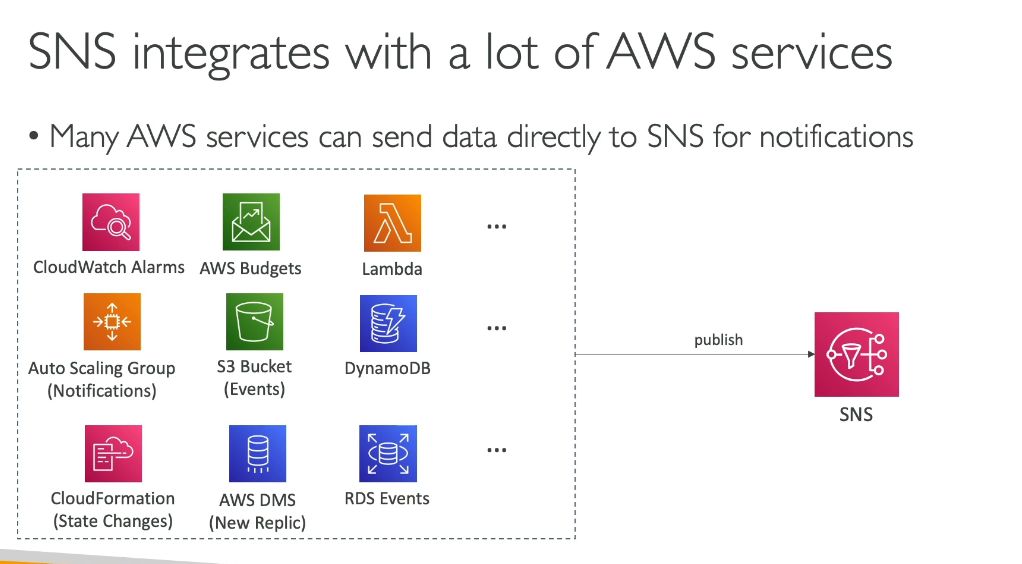 SNS integrates with a lot of AWS services
• Many AWS services can send data directly to SNS for notifications
CloudWatch Alarms
AWS Budgets
Lambda
...
Auto Scaling Group
(Notifications)
S3 Bucket
(Events)
DynamoDB
...
CloudFormation
(State Changes)
AWS DMS
(New Replic)
RDS Events
...
publish
SNS